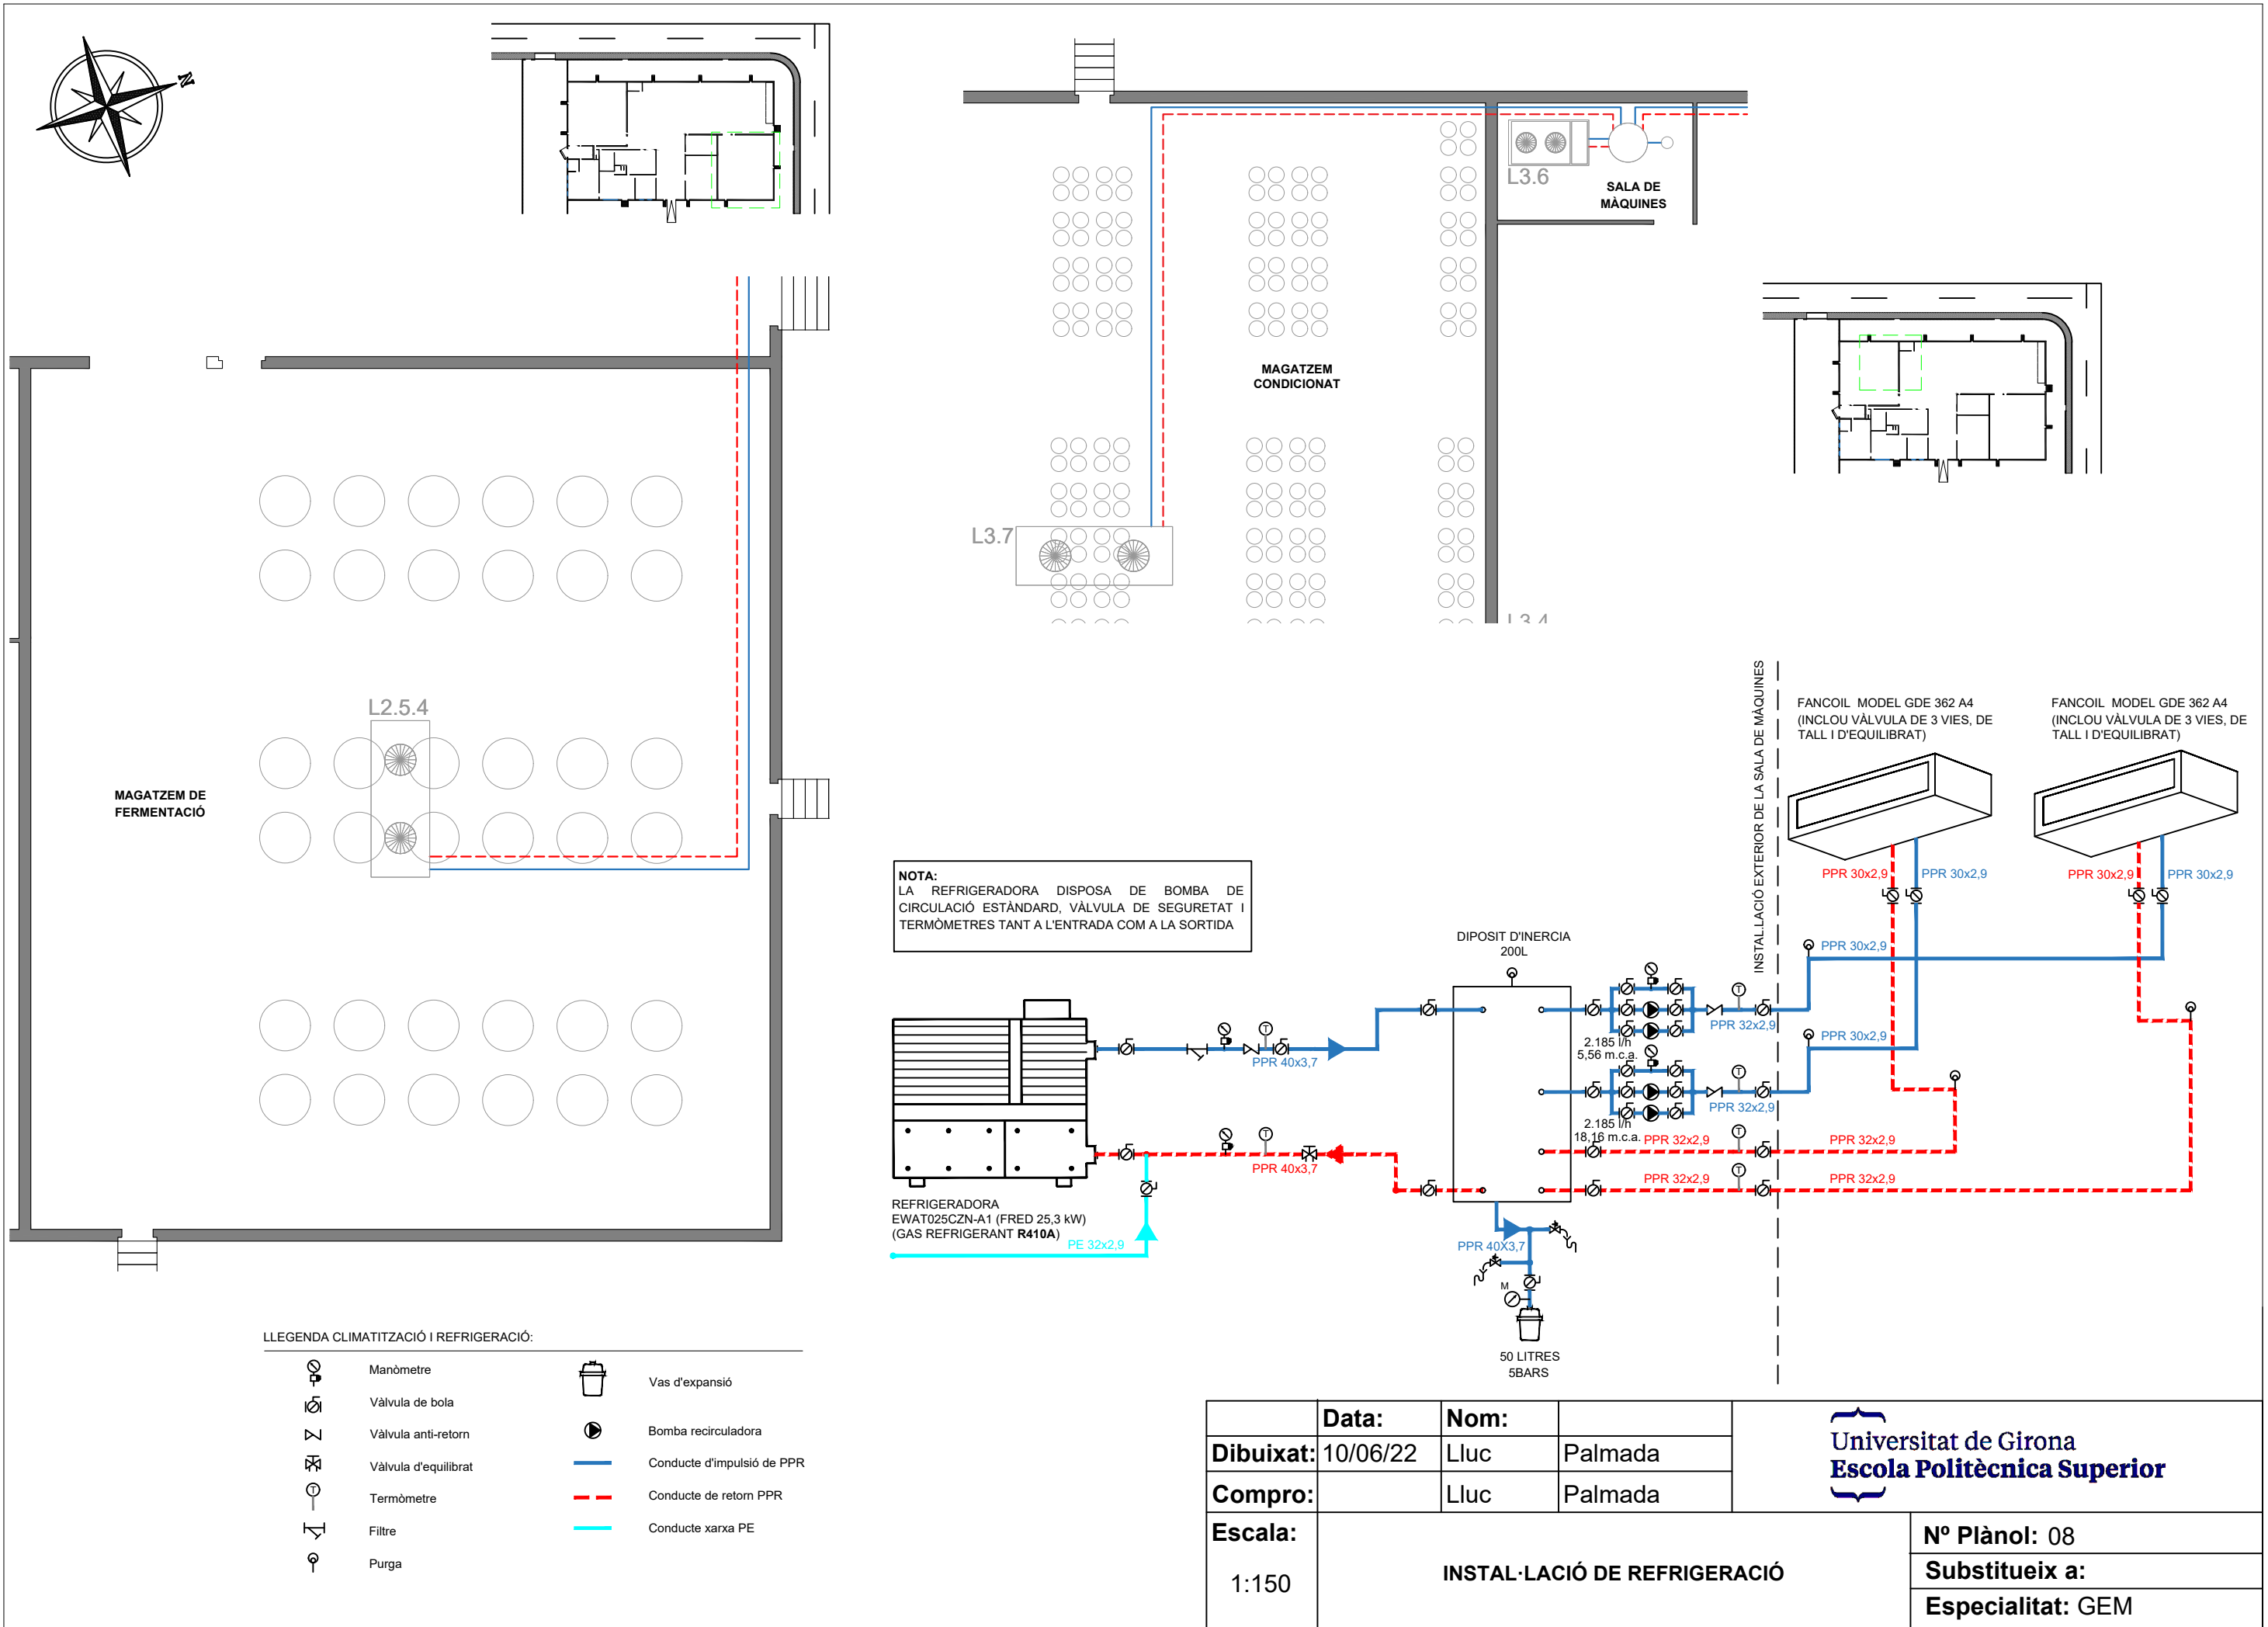 N
L3.6
SALA DE
MÀQUINES
MAGATZEM
CONDICIONAT
L3.7
L3.4
L2.5.4
MAGATZEM DE
FERMENTACIÓ
INSTAL.LACIÓ EXTERIOR DE LA SALA DE MÀQUINES
FANCOIL MODEL GDE 362 A4
(INCLOU VÀLVULA DE 3 VIES, DE
TALL I D'EQUILIBRAT)
FANCOIL MODEL GDE 362 A4
(INCLOU VÀLVULA DE 3 VIES, DE
TALL I D'EQUILIBRAT)
PPR 30x2,9
PPR 30x2,9
PPR 30x2,9
PPR 30x2,9
NOTA:
LA REFRIGERADORA DISPOSA DE BOMBA DE
CIRCULACIÓ ESTÀNDARD, VÀLVULA DE SEGURETAT I
TERMÒMETRES TANT A L'ENTRADA COM A LA SORTIDA
DIPOSIT D'INERCIA
200L
PPR 30x2,9
T
T
PPR 32x2,9
PPR 30x2,9
2.185 l/h
5,56 m.c.a.
PPR 40x3,7
T
PPR 32x2,9
2.185 l/h
18,16 m.c.a.
T
T
PPR 32x2,9
PPR 32x2,9
PPR 40x3,7
T
PPR 32x2,9
PPR 32x2,9
REFRIGERADORA
EWAT025CZN-A1 (FRED 25,3 kW)
(GAS REFRIGERANT R410A)
PE 32x2,9
PPR 40X3,7
M
50 LITRES
5BARS
LLEGENDA CLIMATITZACIÓ I REFRIGERACIÓ:
Manòmetre
Vàlvula de bola
Vàlvula anti-retorn
Vàlvula d'equilibrat
T
Termòmetre
Filtre
Purga
Vas d'expansió
Bomba recirculadora
Conducte d'impulsió de PPR
Conducte de retorn PPR
Conducte xarxa PE
Data:
Nom:
Dibuixat:
10/06/22
Lluc
Palmada
Compro:
Lluc
Palmada
Universitat de Girona
Escola Politècnica Superior
Escala:
1:150
INSTAL·LACIÓ DE REFRIGERACIÓ
Nº Plànol: 08
Substitueix a:
Especialitat: GEM